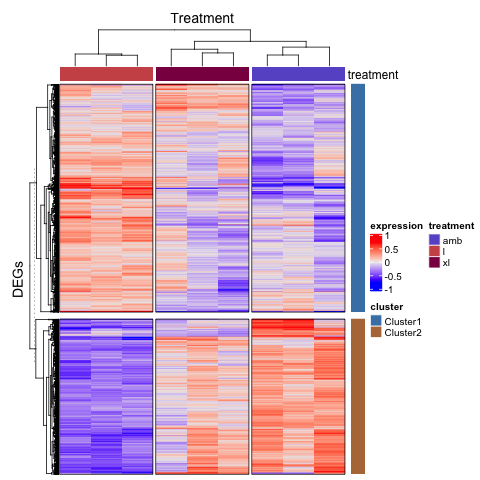 Treatment
treatment
DEGs
expression
1
0.5
0
-0.5
-1
treatment
amb
l
xl
cluster
Cluster1
Cluster2